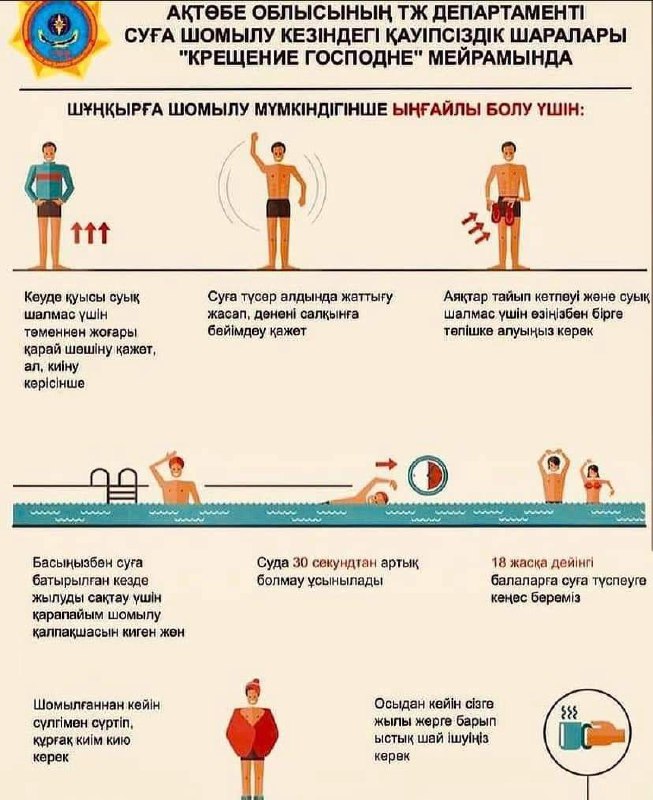 АҚТӨБЕ ОБЛЫСЫНЫҢ ТЖ ДЕПАРТАМЕНТІ
СУҒА ШОМЫЛУ КЕЗІНДЕГІ ҚАУІПСІЗДІК ШАРАЛАРЫ
"КРЕЩЕНИЕ ГОСПОДНЕ" МЕЙРАМЫНДА
ШҰҢҚЫРҒА ШОМЫЛУ МҮМКІНДІГІНШЕ ЫҢҒАЙЛЫ БОЛУ ҮШІН:
Кеуде қуысы суық
шалмас үшін
төменнен жоғары
қарай шешіну қажет,
ал, киіну
керісінше
Суға түсер алдында жаттығу
жасап, денені салқынға
бейімдеу қажет
Аяқтар тайып кетпеуі және суық
шалмас үшін өзіңізбен бірге
тәпішке алуыңыз керек
Басыңызбен суға
батырылған кезде
жылуды сақтау үшін
қарапайым шомылу
қалпақшасын киген жөн
Суда 30 секундтан артық
болмау ұсынылады
18 жасқа дейінгі
балаларға суға түспеуге
кеңес береміз
Шомылғаннан кейін
сүлгімен сүртіп,
құрғақ киім кию
керек
Осыдан кейін сізге
жылы жерге барып
ыстық шай ішуіңіз
керек